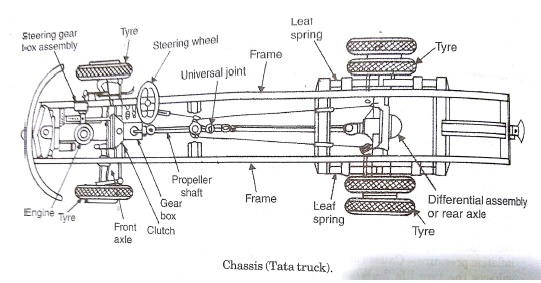 Steering gear
box assembly
Tyre
Steering wheel
Universal joint
Frame
Leaf
spring
Tyre
Engine
Tyre
Front
axle
Clutch
Gear
box
Propeller
shaft
Frame
Leaf
spring
Tyre
Differential assembly
or rear axle
Chassis (Tata truck).